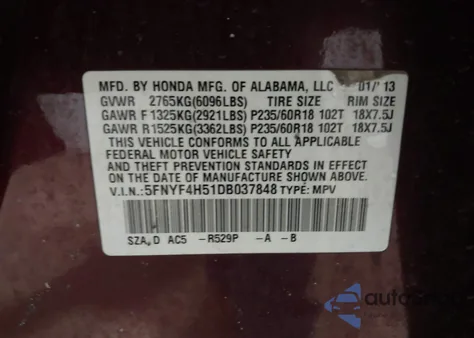 MFD. BY HONDA MFG. OF ALABAMA, LLC 01/'13
GVWR 2765KG(6096LBS) TIRE SIZE RIM SIZE
GAWR F 1325KG(2921LBS) P235/60R18 102T 18X7.5J
GAWR R1525KG(3362LBS) P235/60R18 102T 18X7.5J
THIS VEHICLE CONFORMS TO ALL APPLICABLE
FEDERAL MOTOR VEHICLE SAFETY
AND THEFT PREVENTION STANDARDS IN EFFECT
ON THE DATE OF MANUFACTURE SHOWN ABOVE.
V.I.N.: 5FNYF4H51DB037848 TYPE: MPV
SZA,D AC5 -R529P -A -B